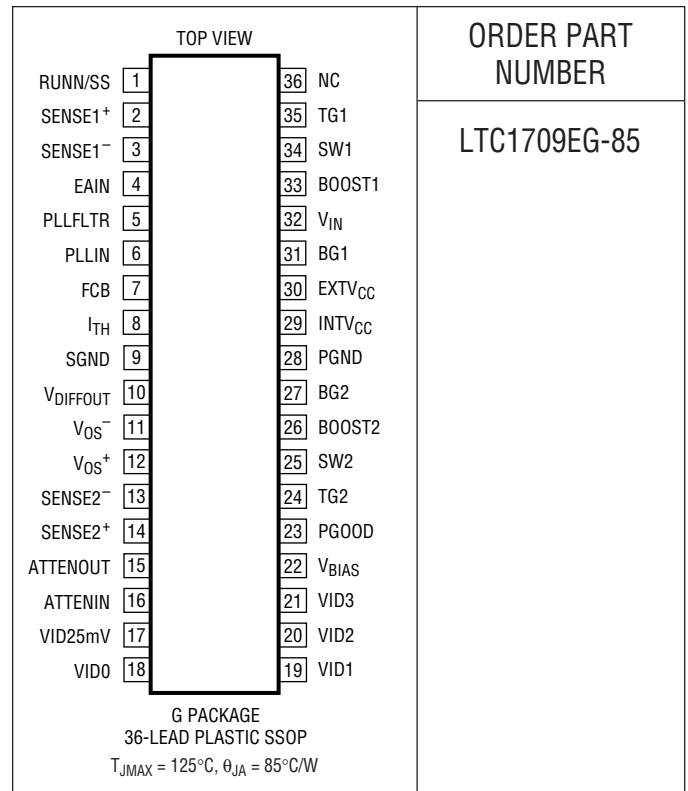 TOP VIEW
RUNN/SS 1
SENSE1+ 2
SENSE1− 3
EAIN 4
PLLFLTR 5
PLLIN 6
FCB 7
ITH 8
SGND 9
VDIFFOUT 10
VOS− 11
VOS+ 12
SENSE2− 13
SENSE2+ 14
ATTENOUT 15
ATTENIN 16
VID25mV 17
VID0 18
36 NC
35 TG1
34 SW1
33 BOOST1
32 VIN
31 BG1
30 EXTVCC
29 INTVCC
28 PGND
27 BG2
26 BOOST2
25 SW2
24 TG2
23 PGOOD
22 VBIAS
21 VID3
20 VID2
19 VID1
G PACKAGE
36-LEAD PLASTIC SSOP
TJMAX = 125°C, θJA = 85°C/W
ORDER PART
NUMBER
LTC1709EG-85